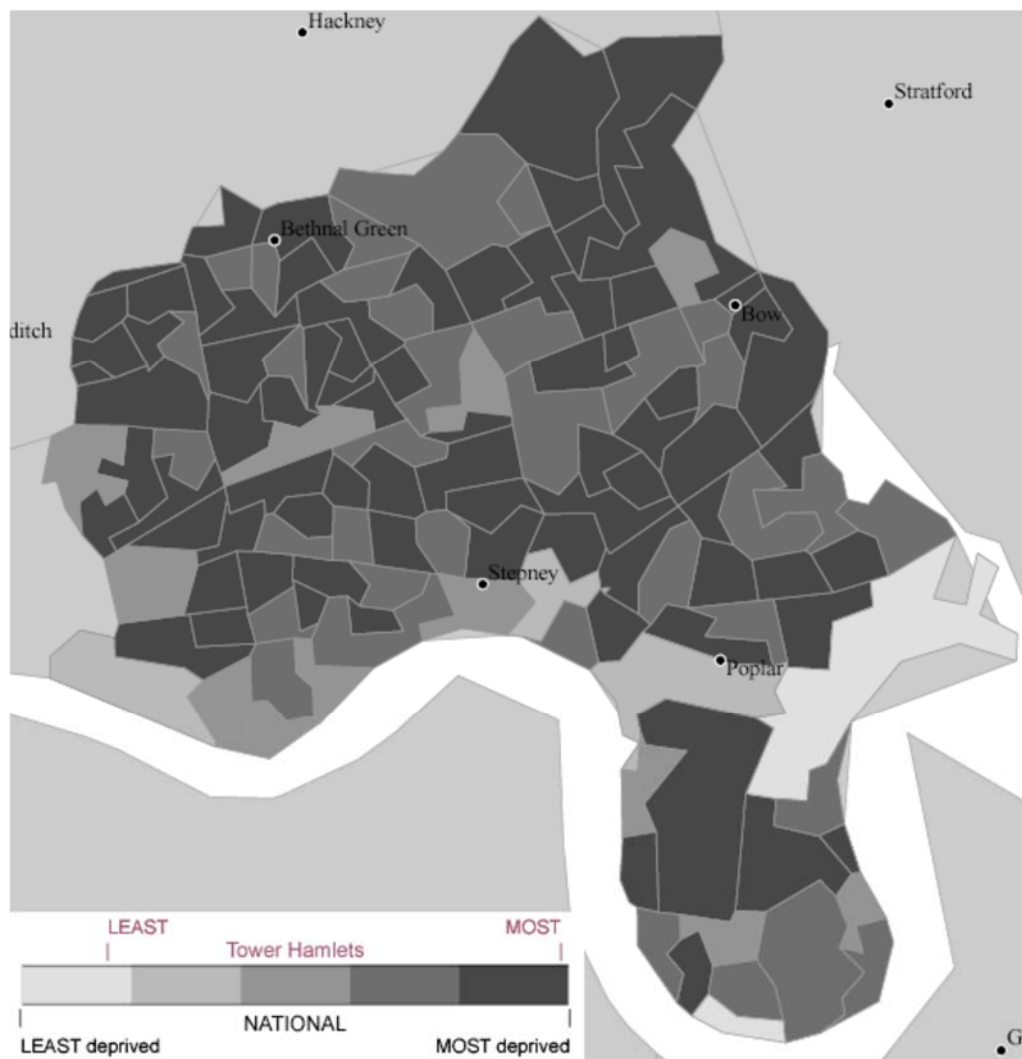 Hackney
Stratford
Bethnal Green
Bow
ditch
Stepney
Poplar
LEAST
MOST
Tower Hamlets
NATIONAL
LEAST deprived
MOST deprived
G